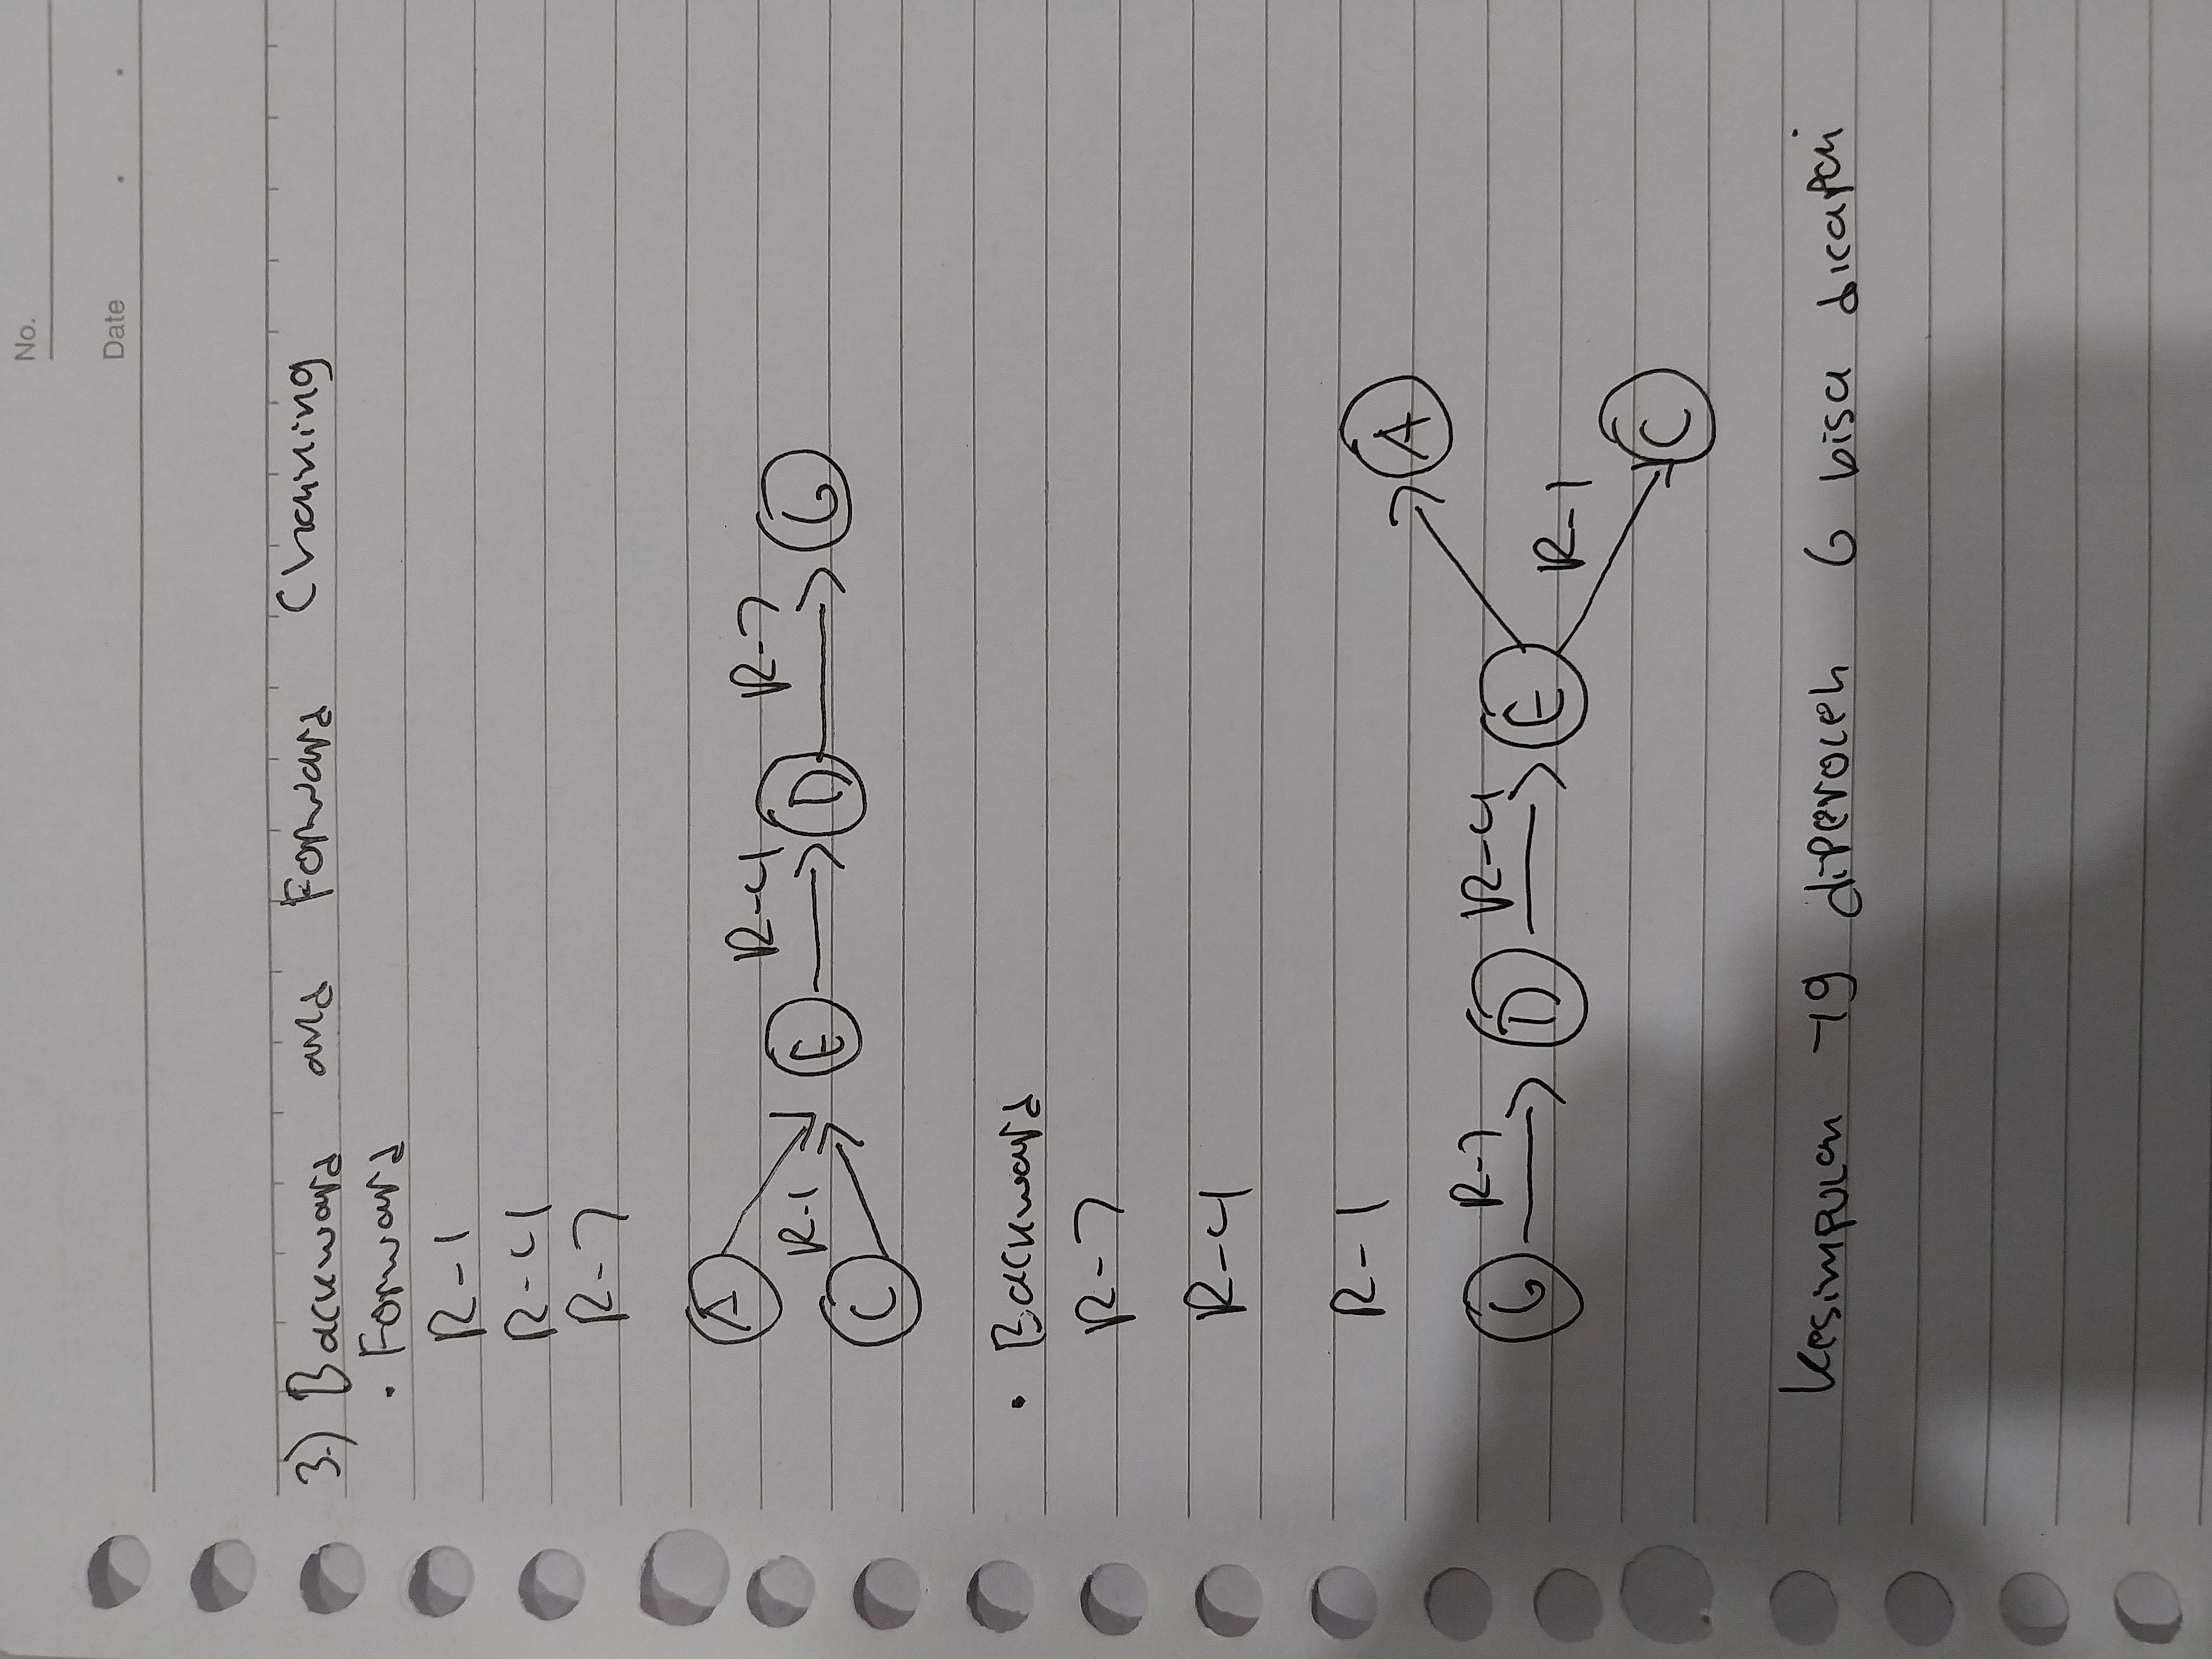 No.
Date
3.) Backward and Forward Chaining
• Forward
R-1
R-4
R-7
A
R-4 R-7
R-1 E D G
C
• Backward
R-7
R-4
R-1
A
R-7 R-4
G D E
R-1
C
Kesimpulan yg diperoleh G bisa dicapai